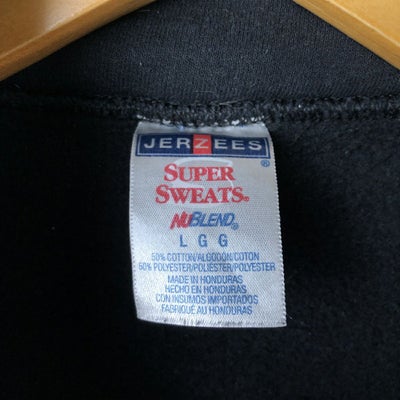 JERZEES®
SUPER
SWEATS®
NUBLEND®
L G G
50% COTTON/ALGODÓN/COTON
50% POLYESTER/POLIESTER/POLYESTER
MADE IN HONDURAS
HECHO EN HONDURAS
CON INSUMOS IMPORTADOS
FABRIQUÉ AU HONDURAS